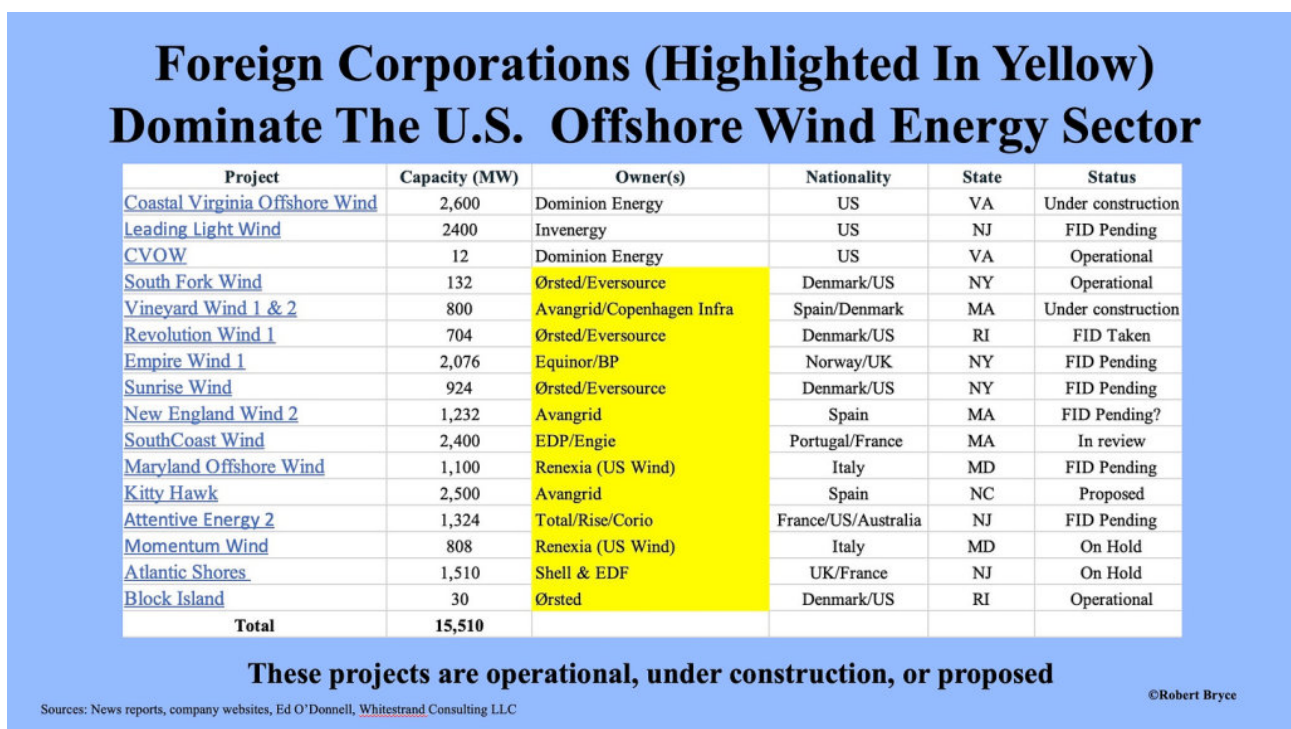 Foreign Corporations (Highlighted In Yellow)
Dominate The U.S. Offshore Wind Energy Sector
Project Capacity (MW) Owner(s) Nationality State Status
Coastal Virginia Offshore Wind 2,600 Dominion Energy US VA Under construction
Leading Light Wind 2400 Invenergy US NJ FID Pending
CVOW 12 Dominion Energy US VA Operational
South Fork Wind 132 Ørsted/Eversource Denmark/US NY Operational
Vineyard Wind 1 & 2 800 Avangrid/Copenhagen Infra Spain/Denmark MA Under construction
Revolution Wind 1 704 Ørsted/Eversource Denmark/US RI FID Taken
Empire Wind 1 2,076 Equinor/BP Norway/UK NY FID Pending
Sunrise Wind 924 Ørsted/Eversource Denmark/US NY FID Pending
New England Wind 2 1,232 Avangrid Spain MA FID Pending?
SouthCoast Wind 2,400 EDP/Engie Portugal/France MA In review
Maryland Offshore Wind 1,100 Renexia (US Wind) Italy MD FID Pending
Kitty Hawk 2,500 Avangrid Spain NC Proposed
Attentive Energy 2 1,324 Total/Rise/Corio France/US/Australia NJ FID Pending
Momentum Wind 808 Renexia (US Wind) Italy MD On Hold
Atlantic Shores 1,510 Shell & EDF UK/France NJ On Hold
Block Island 30 Ørsted Denmark/US RI Operational
Total 15,510
These projects are operational, under construction, or proposed
©Robert Bryce
Sources: News reports, company websites, Ed O’Donnell, Whitestrand Consulting LLC